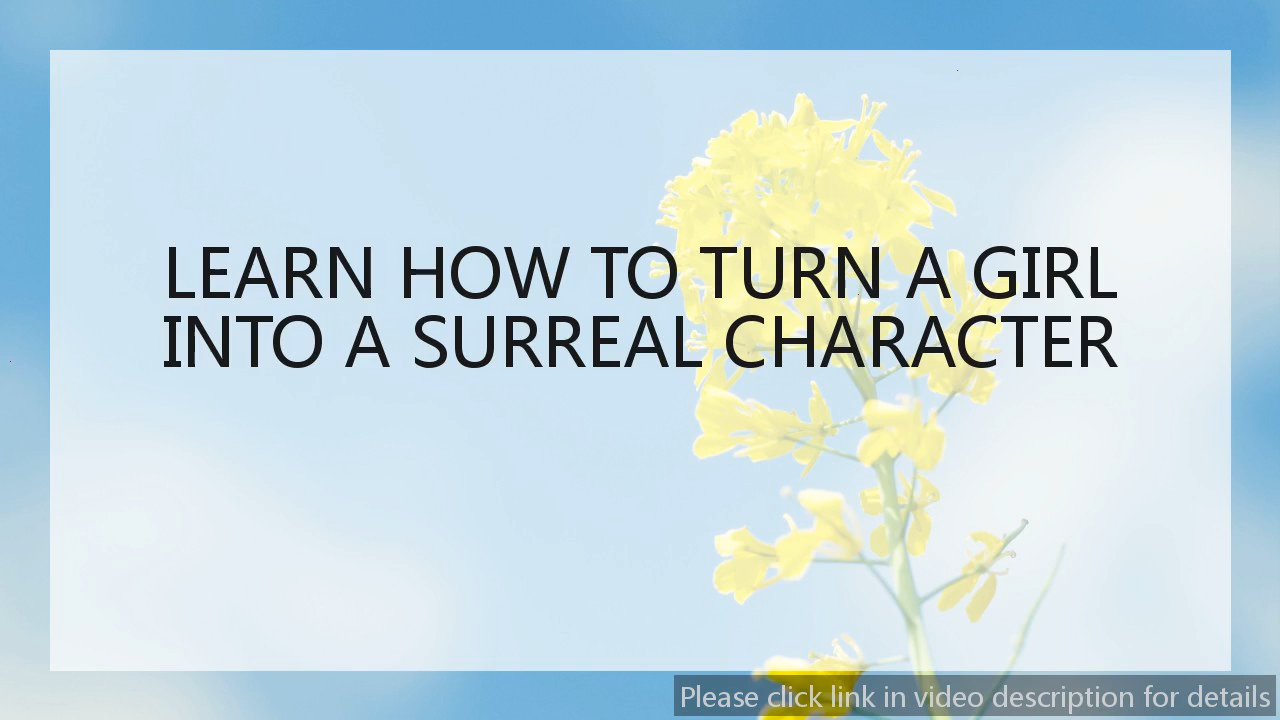 LEARN HOW TO TURN A GIRL
INTO A SURREAL CHARACTER
Please click link in video description for details